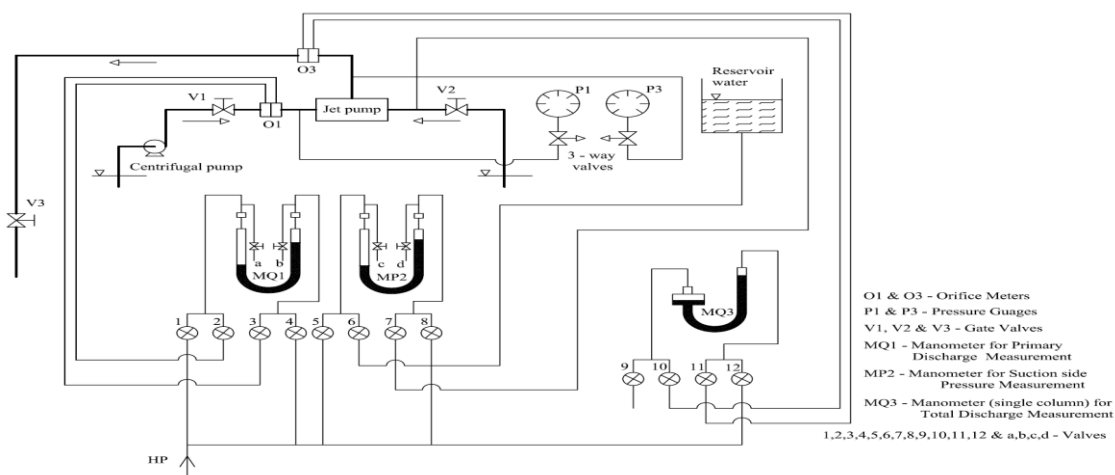 O3
Reservoir
water
V1
V2
P1
P3
Jet pump
O1
3 - way
valves
Centrifugal pump
V3
a
b
c
d
MQ1
MP2
MQ3
1
2
3
4
5
6
7
8
9
10
11
12
HP
O1 & O3 - Orifice Meters
P1 & P3 - Pressure Guages
V1, V2 & V3 - Gate Valves
MQ1 - Manometer for Primary
Discharge Measurement
MP2 - Manometer for Suction side
Pressure Measurement
MQ3 - Manometer (single column) for
Total Discharge Measurement
1,2,3,4,5,6,7,8,9,10,11,12 & a,b,c,d - Valves